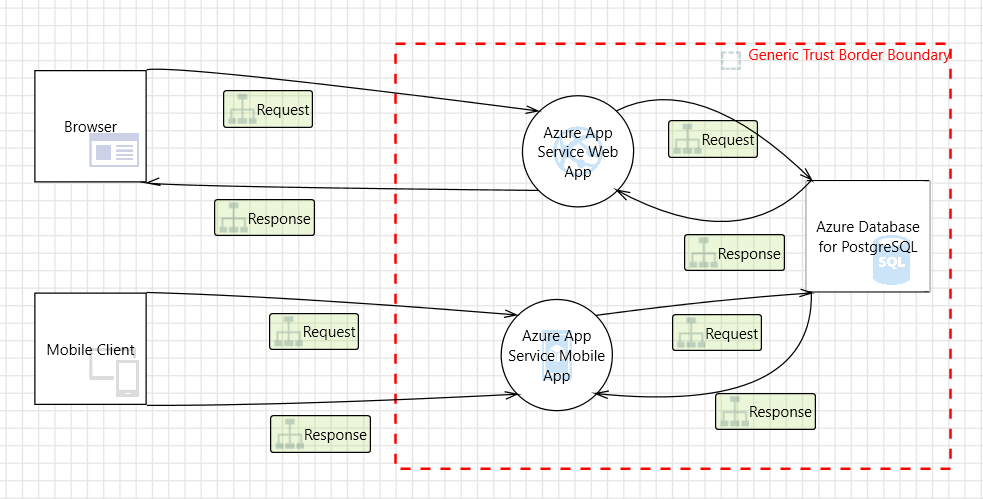 Generic Trust Border Boundary
Browser
Request
Azure App
Service Web
App
Request
Response
Azure Database
for PostgreSQL
SQL
Response
Mobile Client
Request
Azure App
Service Mobile
App
Request
Response
Response